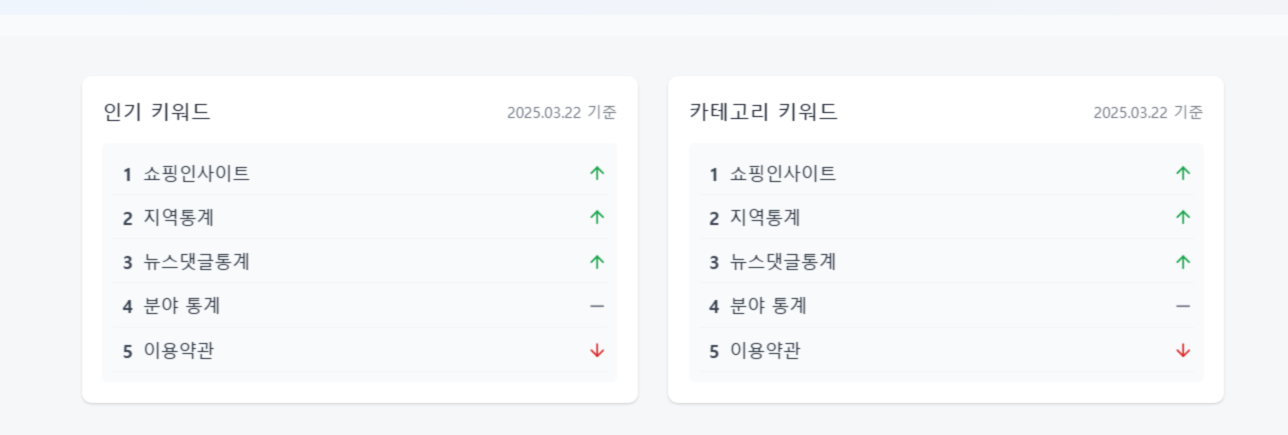 인기 키워드
2025.03.22 기준
1 쇼핑인사이트
2 지역통계
3 뉴스댓글통계
4 분야 통계
5 이용약관
카테고리 키워드
2025.03.22 기준
1 쇼핑인사이트
2 지역통계
3 뉴스댓글통계
4 분야 통계
5 이용약관